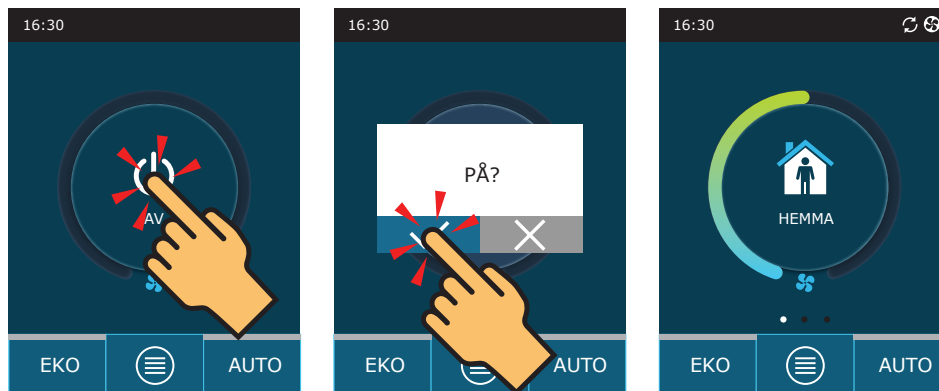 16:30
AV
EKO
AUTO
16:30
PÅ?
EKO
AUTO
16:30
HEMMA
EKO
AUTO